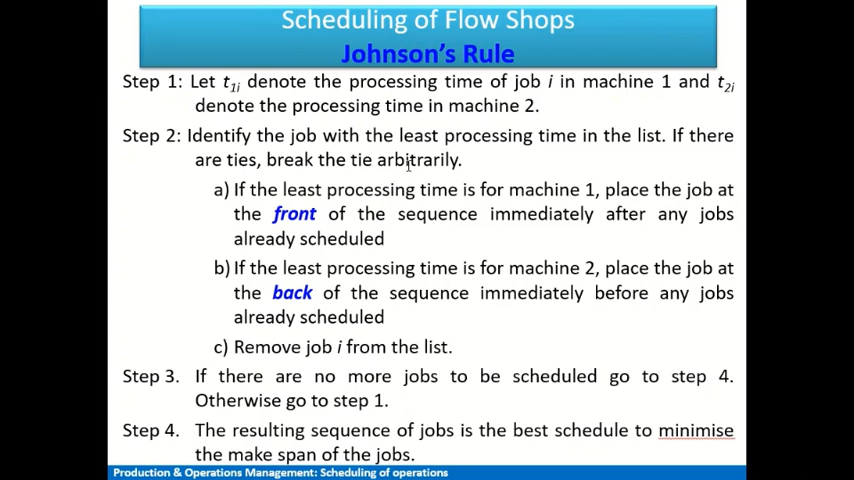 Scheduling of Flow Shops
Johnson's Rule
Step 1: Let t1i denote the processing time of job i in machine 1 and t2i
denote the processing time in machine 2.
Step 2: Identify the job with the least processing time in the list. If there
are ties, break the tie arbitrarily.
a) If the least processing time is for machine 1, place the job at
the front of the sequence immediately after any jobs
already scheduled
b) If the least processing time is for machine 2, place the job at
the back of the sequence immediately before any jobs
already scheduled
c) Remove job i from the list.
Step 3. If there are no more jobs to be scheduled go to step 4.
Otherwise go to step 1.
Step 4. The resulting sequence of jobs is the best schedule to minimise
the make span of the jobs.
Production & Operations Management: Scheduling of operations